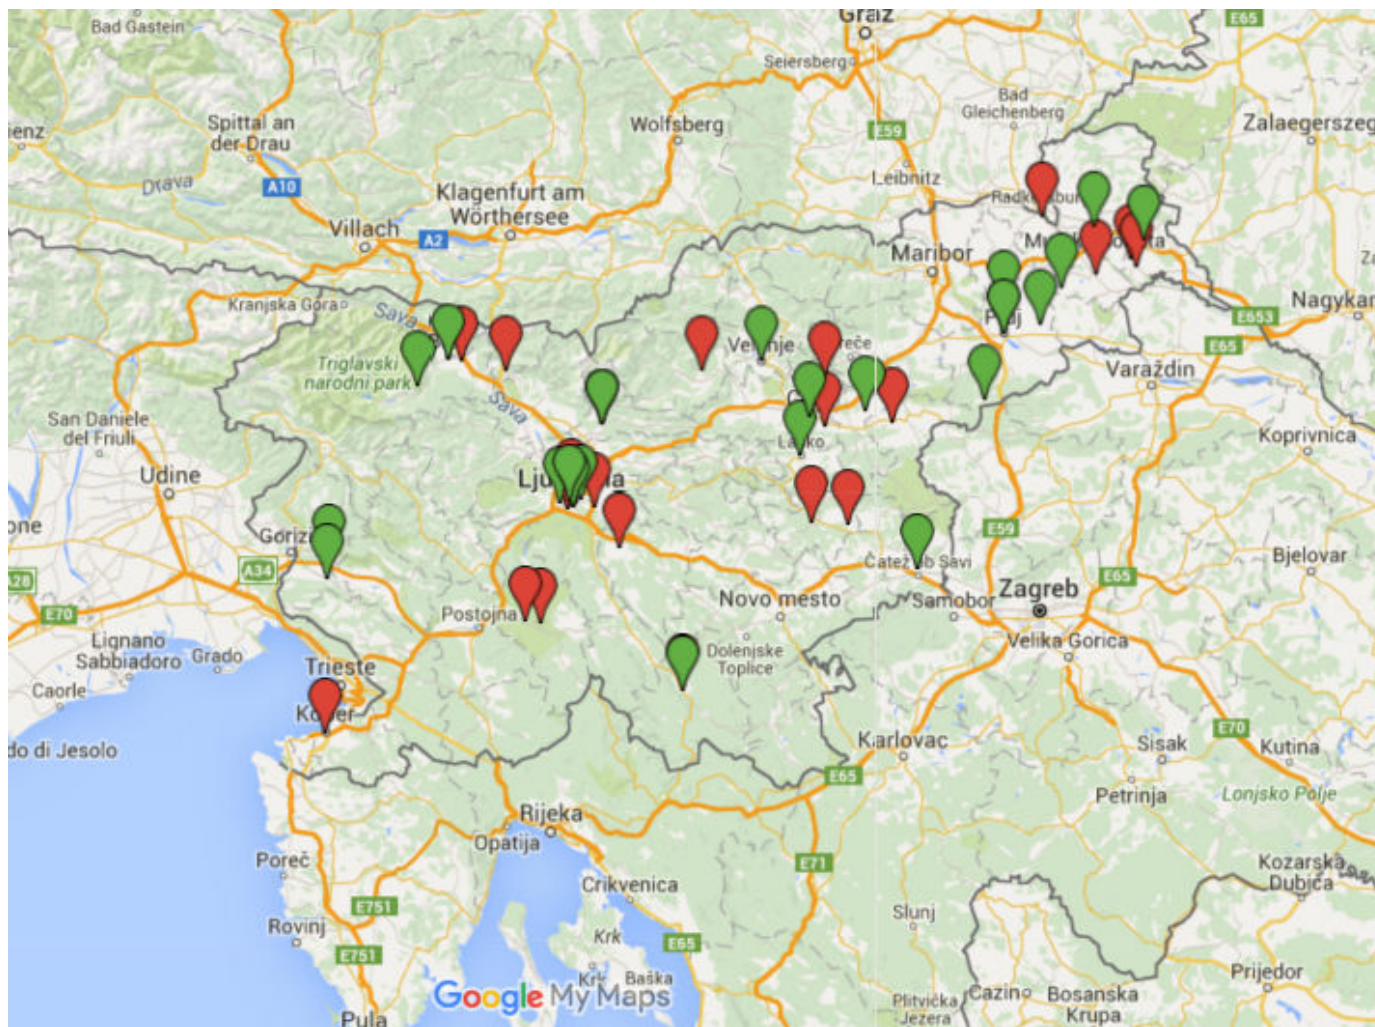 Bad Gastein
Graz
E65
Seiersberg
Bad
Gleichenberg
Spittal an
der Drau
Wolfsberg
E59
Zalaegerszeg
Drava
A10
Klagenfurt am
Wörthersee
Leibnitz
Villach
A2
Maribor
Kranjska Gora
Sava
Nagykan
E653
E65
Triglavski
narodni park
Varaždin
Sava
San Daniele
del Friuli
Koprivnica
Udine
E59
A34
Čatež ob Savi
Bjelovar
A28
E70
E65
Postojna
Novo mesto
Samobor
Zagreb
Lignano
Sabbiadoro
Grado
Dolenjske
Toplice
Velika Gorica
Trieste
Caorle
do di Jesolo
Karlovac
E70
Sisak
Kutina
E65
Petrinja
Lonjsko Polje
Rijeka
Opatija
Poreč
E71
Kozarska
Dubica
Crikvenica
E751
Slunj
Rovinj
Krk
E65
E751
Krk
Baška
Prijedor
Google My Maps
Plitvička
Jezera
Cazin
Bosanska
Krupa
Pula